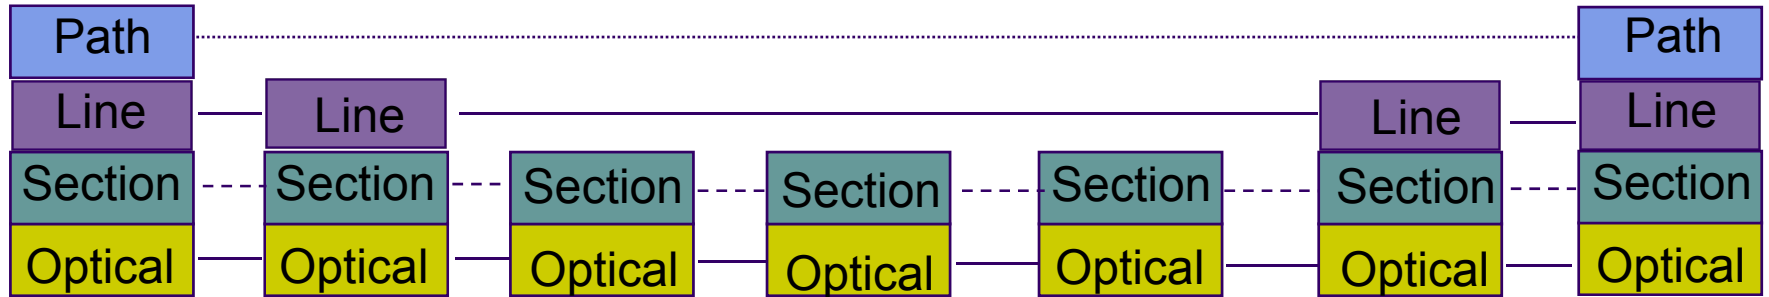 Path Path
Line Line Line Line
Section Section Section Section Section Section Section
Optical Optical Optical Optical Optical Optical Optical